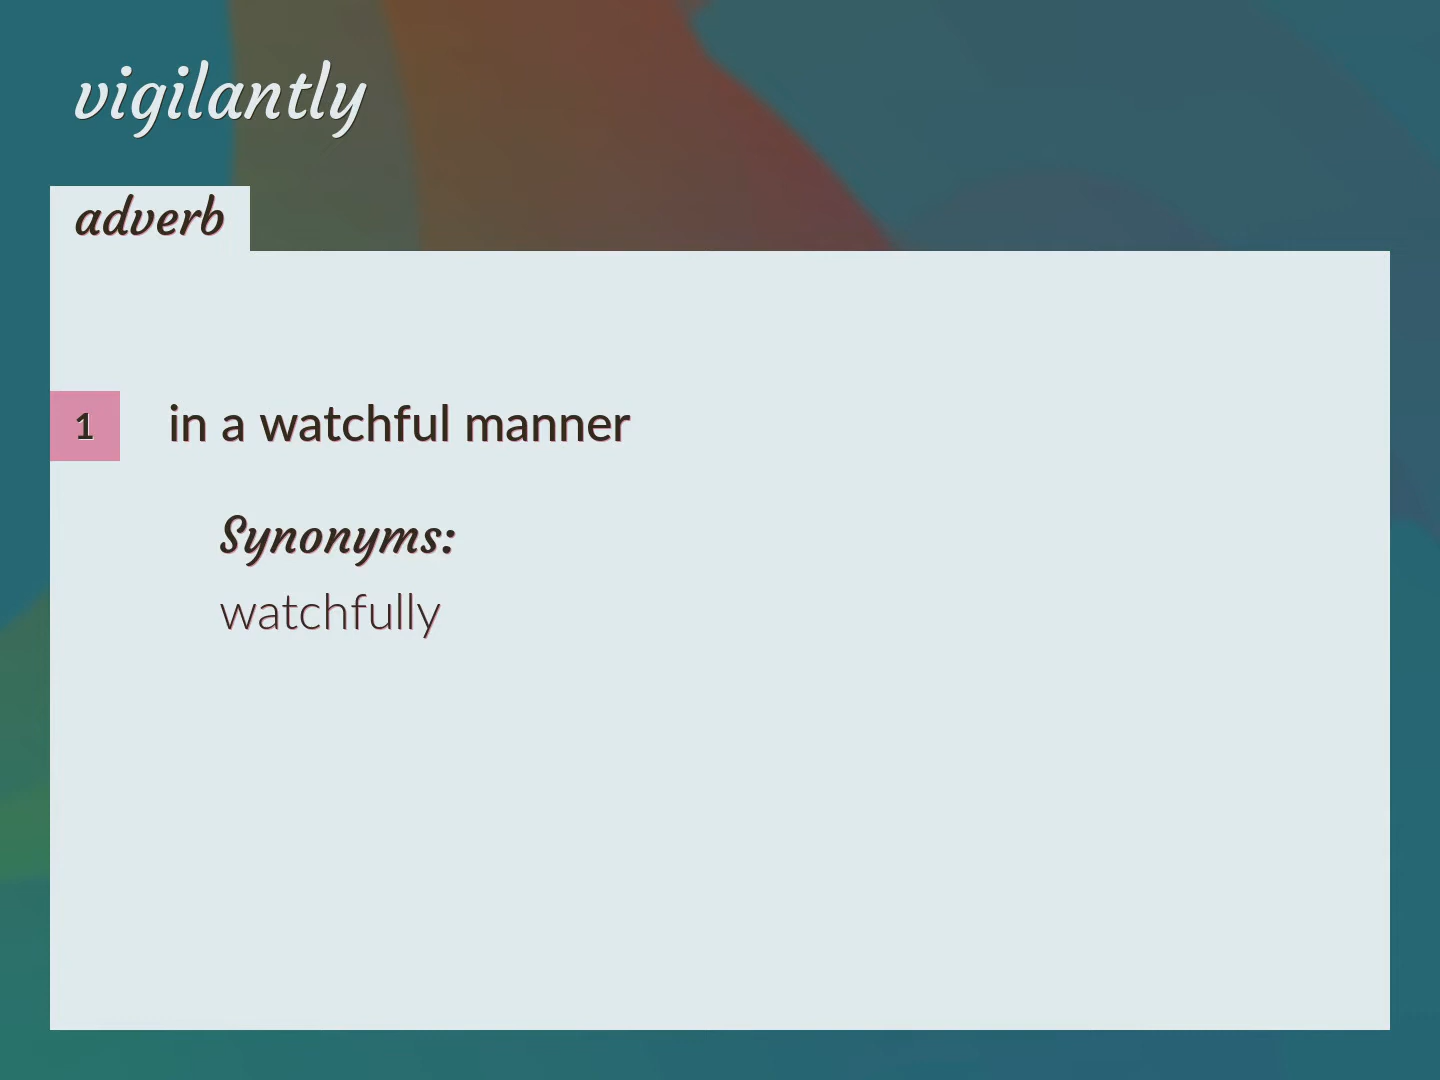 vigilantly
adverb
1 in a watchful manner
Synonyms:
watchfully